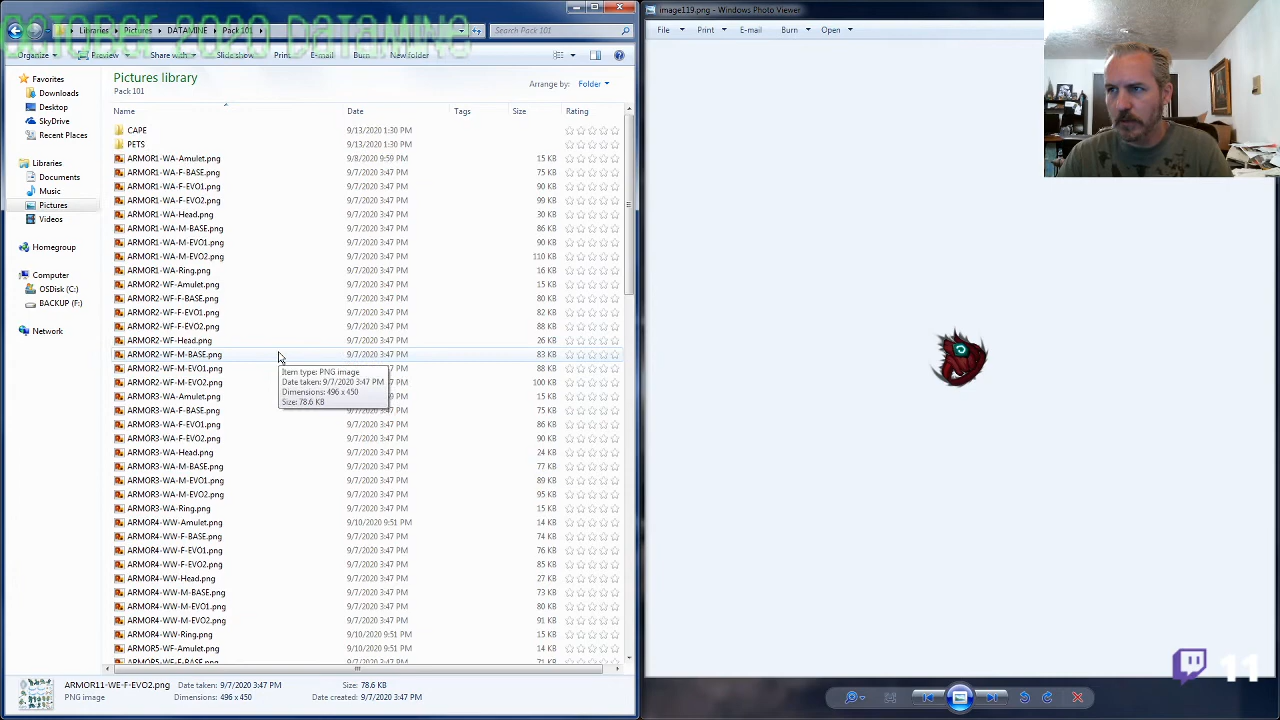 OCTOBER 2020 DATAMINE
Libraries Pictures DATAMINE Pack 101
Search Pack 101
Organize Preview Share with Slide show Print E-mail Burn New folder
Favorites
Downloads
Desktop
SkyDrive
Recent Places
Libraries
Documents
Music
Pictures
Videos
Homegroup
Computer
OSDisk (C:)
BACKUP (F:)
Network
Pictures library
Pack 101
Arrange by: Folder
Name Date Tags Size Rating
CAPE 9/13/2020 1:30 PM
PETS 9/13/2020 1:30 PM
ARMOR1-WA-Amulet.png 9/8/2020 9:59 PM 15 KB
ARMOR1-WA-F-BASE.png 9/7/2020 3:47 PM 75 KB
ARMOR1-WA-F-EVO1.png 9/7/2020 3:47 PM 90 KB
ARMOR1-WA-F-EVO2.png 9/7/2020 3:47 PM 99 KB
ARMOR1-WA-Head.png 9/7/2020 3:47 PM 30 KB
ARMOR1-WA-M-BASE.png 9/7/2020 3:47 PM 86 KB
ARMOR1-WA-M-EVO1.png 9/7/2020 3:47 PM 90 KB
ARMOR1-WA-M-EVO2.png 9/7/2020 3:47 PM 110 KB
ARMOR1-WA-Ring.png 9/7/2020 3:47 PM 16 KB
ARMOR2-WF-Amulet.png 9/7/2020 3:47 PM 15 KB
ARMOR2-WF-F-BASE.png 9/7/2020 3:47 PM 80 KB
ARMOR2-WF-F-EVO1.png 9/7/2020 3:47 PM 82 KB
ARMOR2-WF-F-EVO2.png 9/7/2020 3:47 PM 88 KB
ARMOR2-WF-Head.png 9/7/2020 3:47 PM 26 KB
ARMOR2-WF-M-BASE.png 9/7/2020 3:47 PM 83 KB
ARMOR2-WF-M-EVO1.png 7/2020 3:47 PM 88 KB
ARMOR2-WF-M-EVO2.png 100 KB
ARMOR3-WA-Amulet.png 15 KB
ARMOR3-WA-F-BASE.png 9/7/2020 3:47 PM 75 KB
ARMOR3-WA-F-EVO1.png 9/7/2020 3:47 PM 86 KB
ARMOR3-WA-F-EVO2.png 9/7/2020 3:47 PM 90 KB
ARMOR3-WA-Head.png 9/7/2020 3:47 PM 24 KB
ARMOR3-WA-M-BASE.png 9/7/2020 3:47 PM 77 KB
ARMOR3-WA-M-EVO1.png 9/7/2020 3:47 PM 89 KB
ARMOR3-WA-M-EVO2.png 9/7/2020 3:47 PM 95 KB
ARMOR3-WA-Ring.png 9/7/2020 3:47 PM 15 KB
ARMOR4-WW-Amulet.png 9/10/2020 9:51 PM 14 KB
ARMOR4-WW-F-BASE.png 9/7/2020 3:47 PM 74 KB
ARMOR4-WW-F-EVO1.png 9/7/2020 3:47 PM 76 KB
ARMOR4-WW-F-EVO2.png 9/7/2020 3:47 PM 85 KB
ARMOR4-WW-Head.png 9/7/2020 3:47 PM 27 KB
ARMOR4-WW-M-BASE.png 9/7/2020 3:47 PM 73 KB
ARMOR4-WW-M-EVO1.png 9/7/2020 3:47 PM 80 KB
ARMOR4-WW-M-EVO2.png 9/7/2020 3:47 PM 91 KB
ARMOR4-WW-Ring.png 9/10/2020 9:51 PM 15 KB
ARMOR5-WF-Amulet.png 9/10/2020 9:51 PM 14 KB
ARMOR5-WF-F-BASE.png 9/7/2020 3:47 PM 71 KB
Item type: PNG image
Date taken: 9/7/2020 3:47 PM
Dimensions: 496 x 450
Size: 78.6 KB
ARMOR11-WE-F-EVO2.png Date taken: 9/7/2020 3:47 PM Size: 78.6 KB
PNG image Dimensions: 496 x 450 Date created: 9/7/2020 3:47 PM
image119.png - Windows Photo Viewer
File Print E-mail Burn Open
11